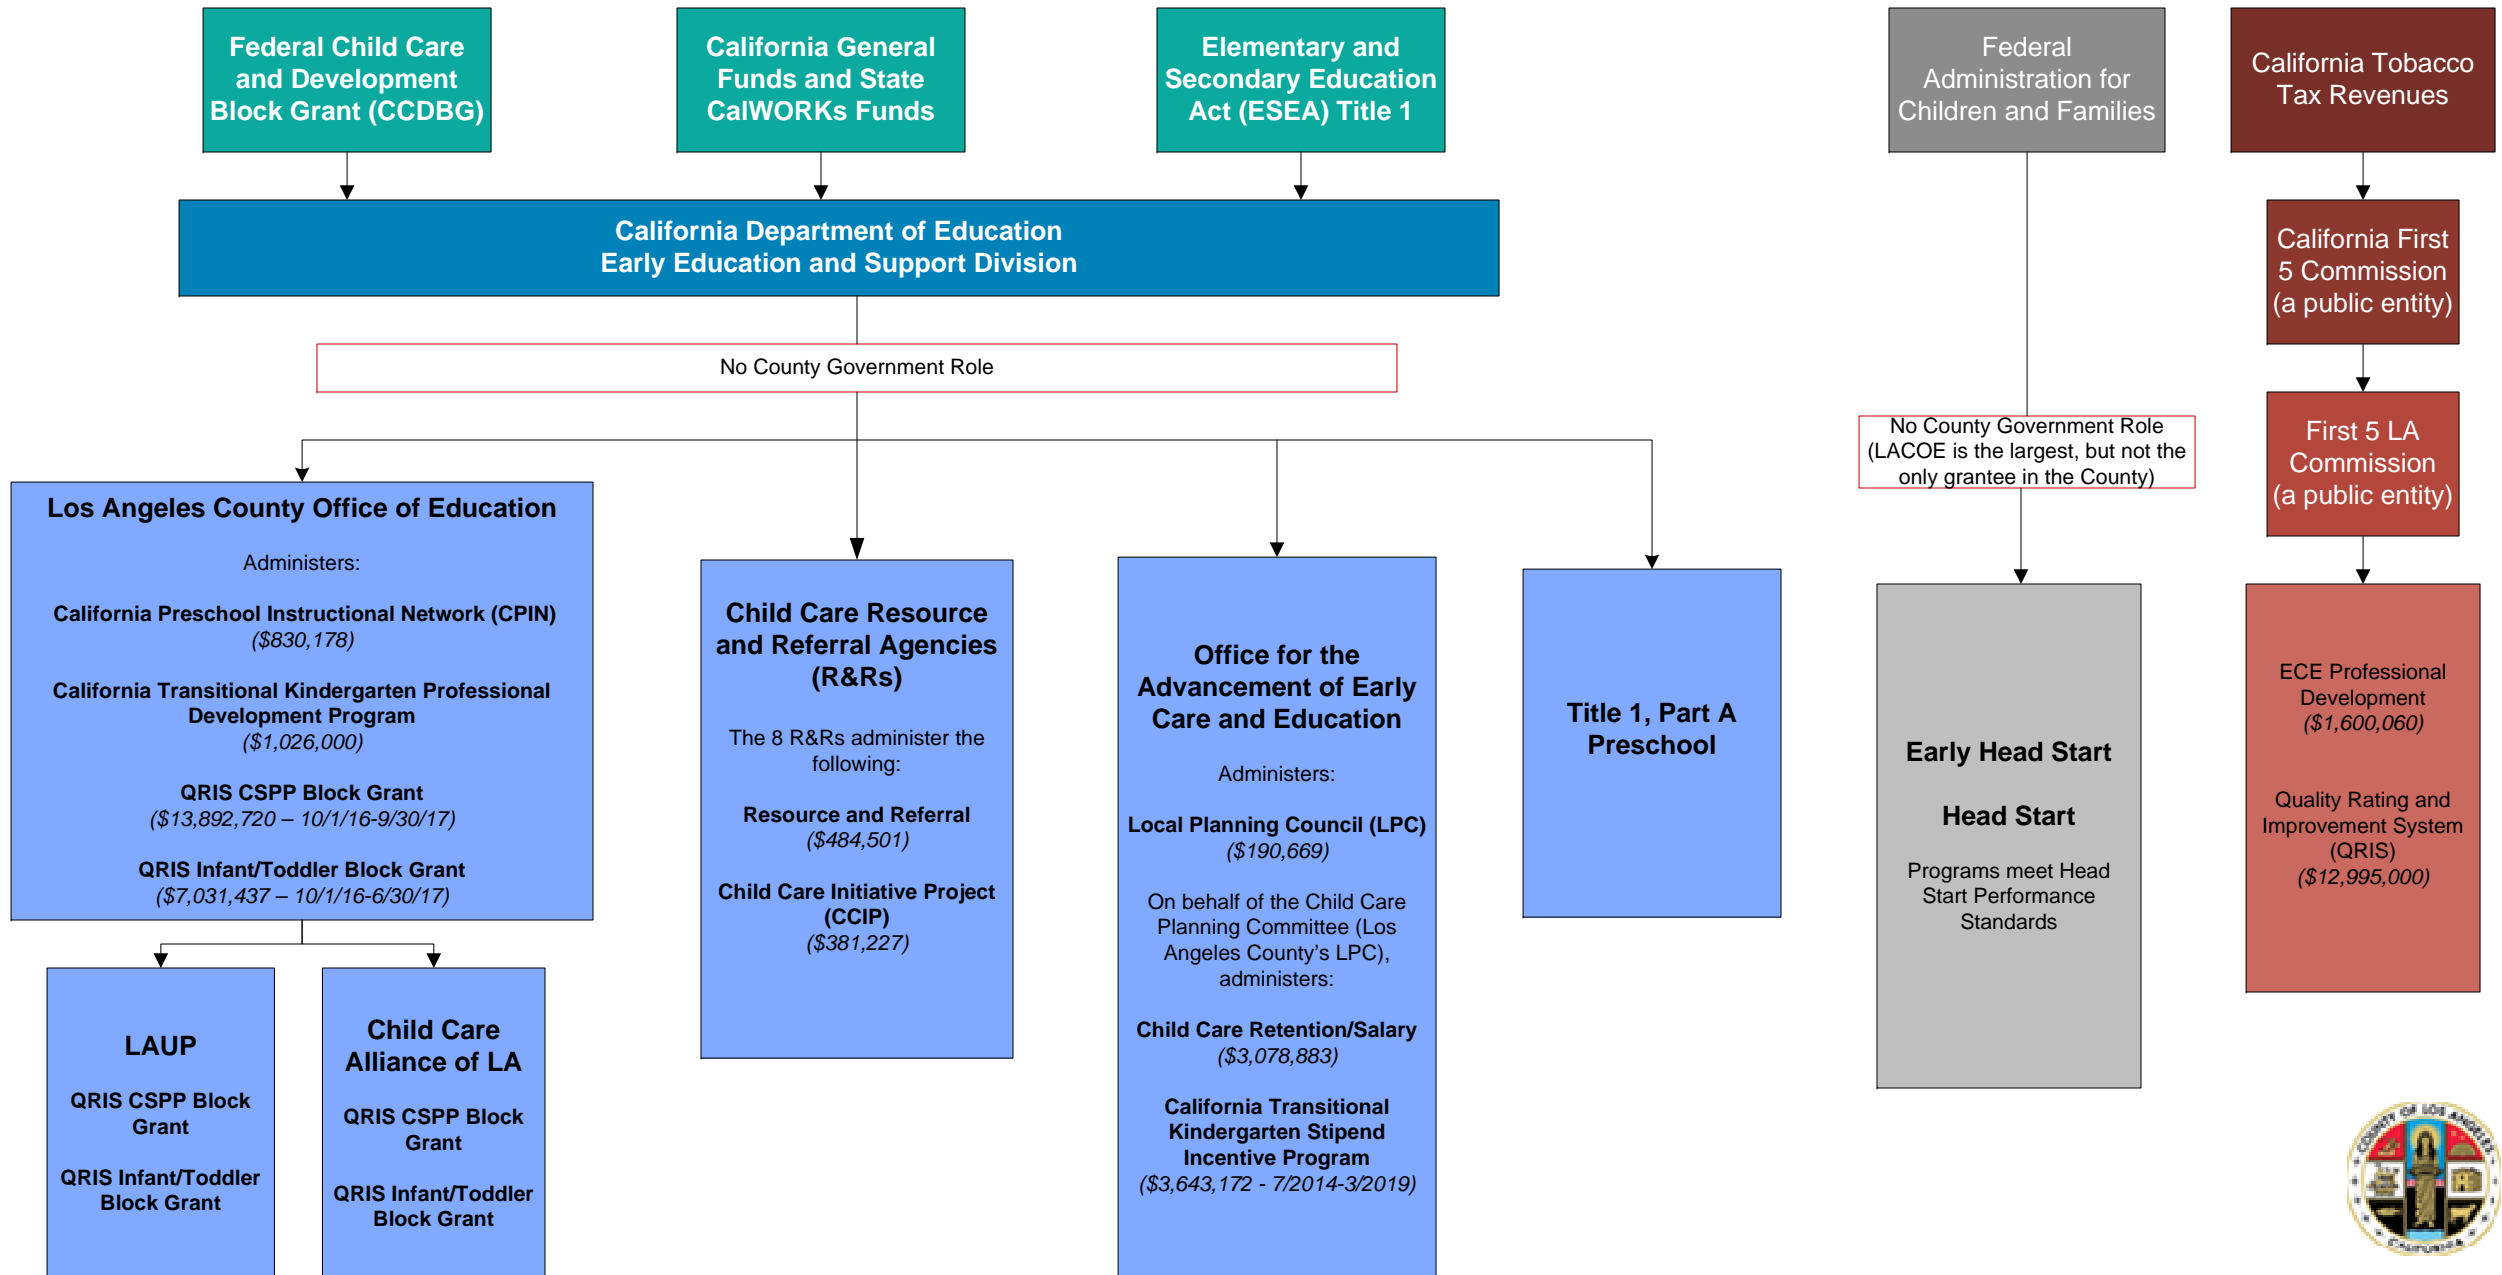 Federal Child Care
and Development
Block Grant (CCDBG)
California General
Funds and State
CalWORKs Funds
Elementary and
Secondary Education
Act (ESEA) Title 1
Federal
Administration for
Children and Families
California Tobacco
Tax Revenues
California Department of Education
Early Education and Support Division
California First
5 Commission
(a public entity)
No County Government Role
No County Government Role
(LACOE is the largest, but not the
only grantee in the County)
First 5 LA
Commission
(a public entity)
Los Angeles County Office of Education
Administers:
California Preschool Instructional Network (CPIN)
($830,178)
California Transitional Kindergarten Professional
Development Program
($1,026,000)
QRIS CSPP Block Grant
($13,892,720 – 10/1/16-9/30/17)
QRIS Infant/Toddler Block Grant
($7,031,437 – 10/1/16-6/30/17)
Child Care Resource
and Referral Agencies
(R&Rs)
The 8 R&Rs administer the
following:
Resource and Referral
($484,501)
Child Care Initiative Project
(CCIP)
($381,227)
Office for the
Advancement of Early
Care and Education
Administers:
Local Planning Council (LPC)
($190,669)
On behalf of the Child Care
Planning Committee (Los
Angeles County's LPC),
administers:
Child Care Retention/Salary
($3,078,883)
California Transitional
Kindergarten Stipend
Incentive Program
($3,643,172 - 7/2014-3/2019)
Title 1, Part A
Preschool
Early Head Start
Head Start
Programs meet Head
Start Performance
Standards
ECE Professional
Development
($1,600,060)
Quality Rating and
Improvement System
(QRIS)
($12,995,000)
LAUP
QRIS CSPP Block
Grant
QRIS Infant/Toddler
Block Grant
Child Care
Alliance of LA
QRIS CSPP Block
Grant
QRIS Infant/Toddler
Block Grant
COUNTY OF LOS ANGELES
CALIFORNIA